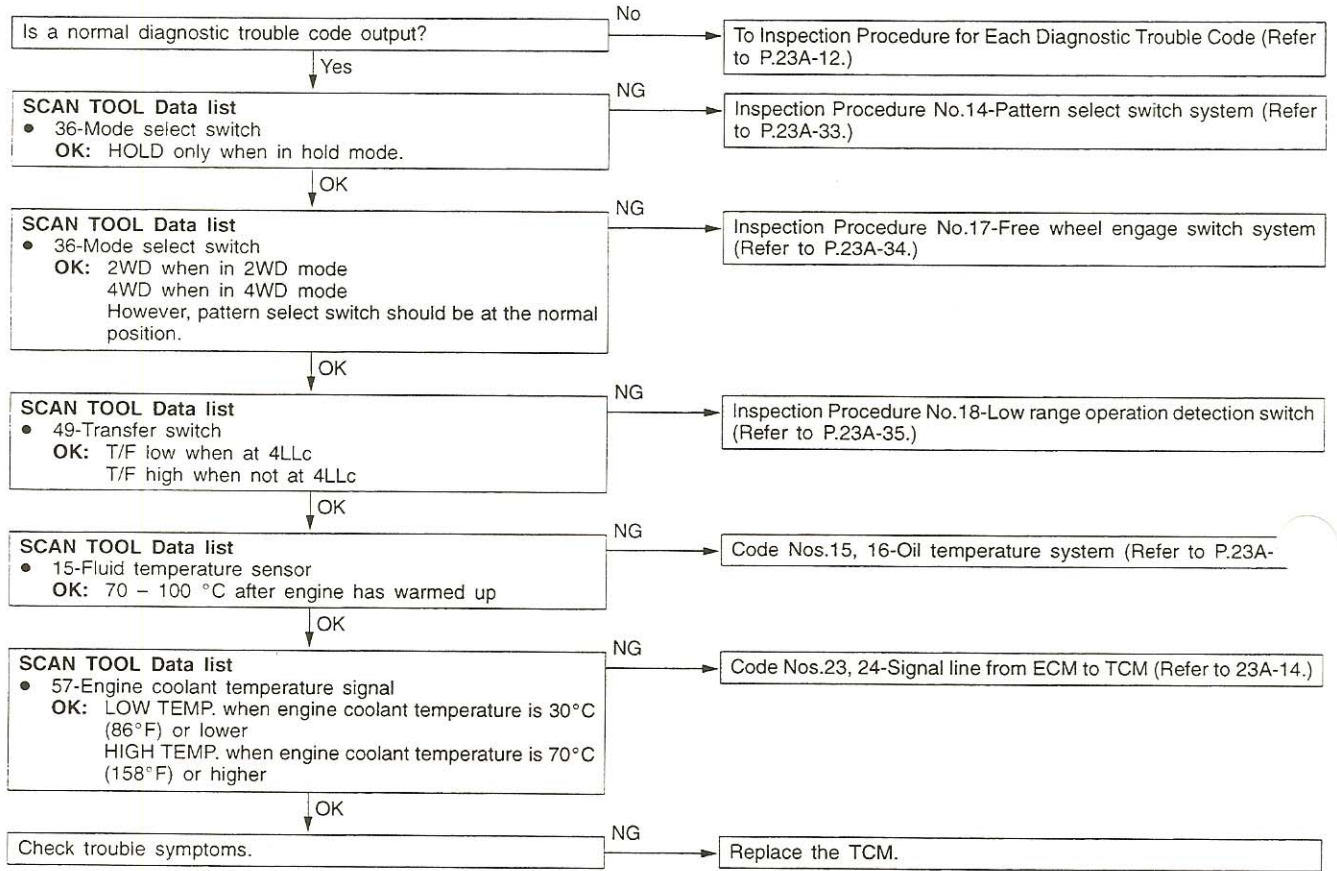 Is a normal diagnostic trouble code output?
No
To Inspection Procedure for Each Diagnostic Trouble Code (Refer
to P.23A-12.)
Yes
SCAN TOOL Data list
● 36-Mode select switch
OK: HOLD only when in hold mode.
NG
Inspection Procedure No.14-Pattern select switch system (Refer
to P.23A-33.)
OK
SCAN TOOL Data list
● 36-Mode select switch
OK: 2WD when in 2WD mode
4WD when in 4WD mode
However, pattern select switch should be at the normal
position.
NG
Inspection Procedure No.17-Free wheel engage switch system
(Refer to P.23A-34.)
OK
SCAN TOOL Data list
● 49-Transfer switch
OK: T/F low when at 4LLc
T/F high when not at 4LLc
NG
Inspection Procedure No.18-Low range operation detection switch
(Refer to P.23A-35.)
OK
SCAN TOOL Data list
● 15-Fluid temperature sensor
OK: 70 – 100 °C after engine has warmed up
NG
Code Nos.15, 16-Oil temperature system (Refer to P.23A-
OK
SCAN TOOL Data list
● 57-Engine coolant temperature signal
OK: LOW TEMP. when engine coolant temperature is 30°C
(86°F) or lower
HIGH TEMP. when engine coolant temperature is 70°C
(158°F) or higher
NG
Code Nos.23, 24-Signal line from ECM to TCM (Refer to 23A-14.)
OK
Check trouble symptoms.
NG
Replace the TCM.